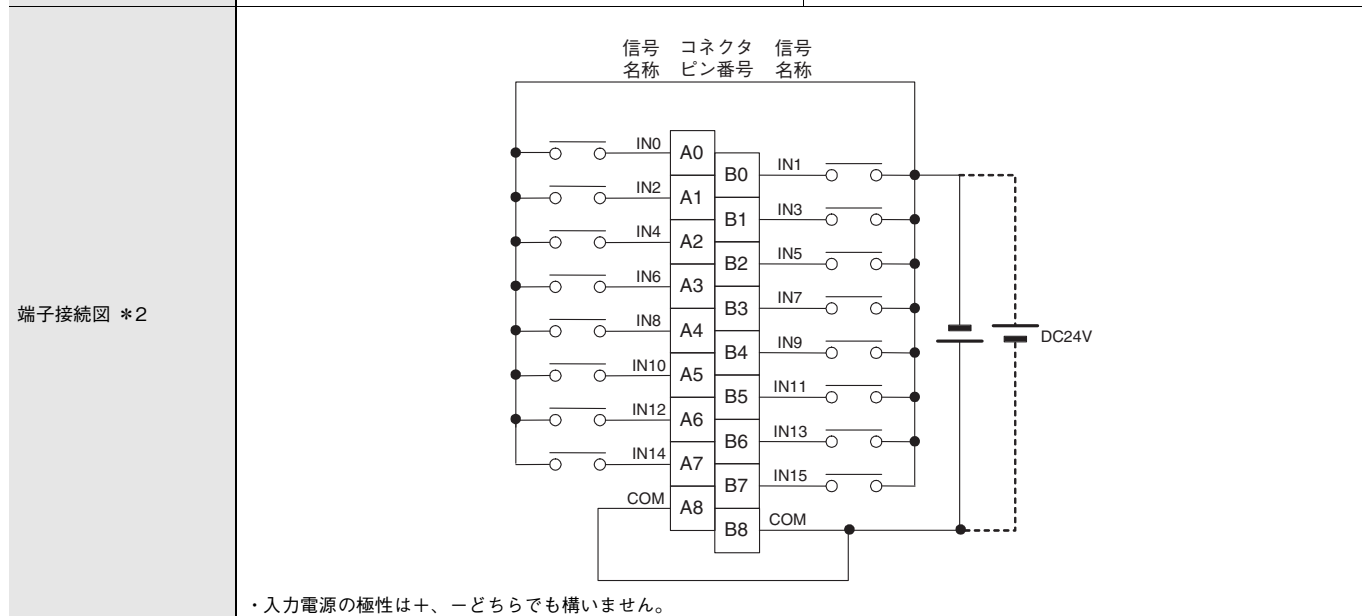 端子接続図 *2
信号 コネクタ 信号
名称 ピン番号 名称
IN0 A0
B0 IN1
IN2 A1
B1 IN3
IN4 A2
B2 IN5
IN6 A3
B3 IN7
IN8 A4
B4 IN9
DC24V
IN10 A5
B5 IN11
IN12 A6
B6 IN13
IN14 A7
B7 IN15
COM A8
B8 COM
・入力電源の極性は+、-どちらでも構いません。